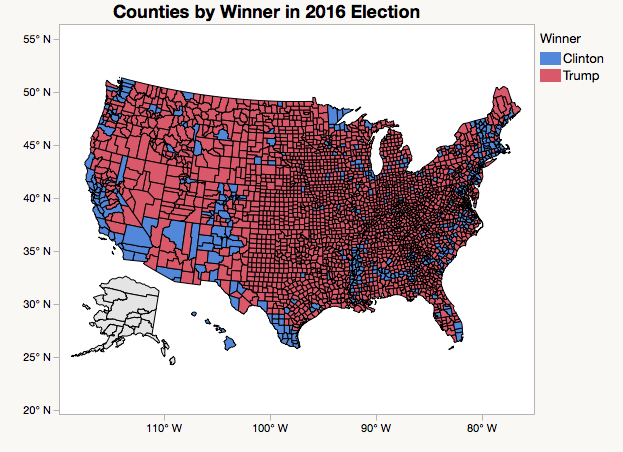 Counties by Winner in 2016 Election
55° N
50° N
45° N
40° N
35° N
30° N
25° N
20° N
110° W
100° W
90° W
80° W
Winner
Clinton
Trump